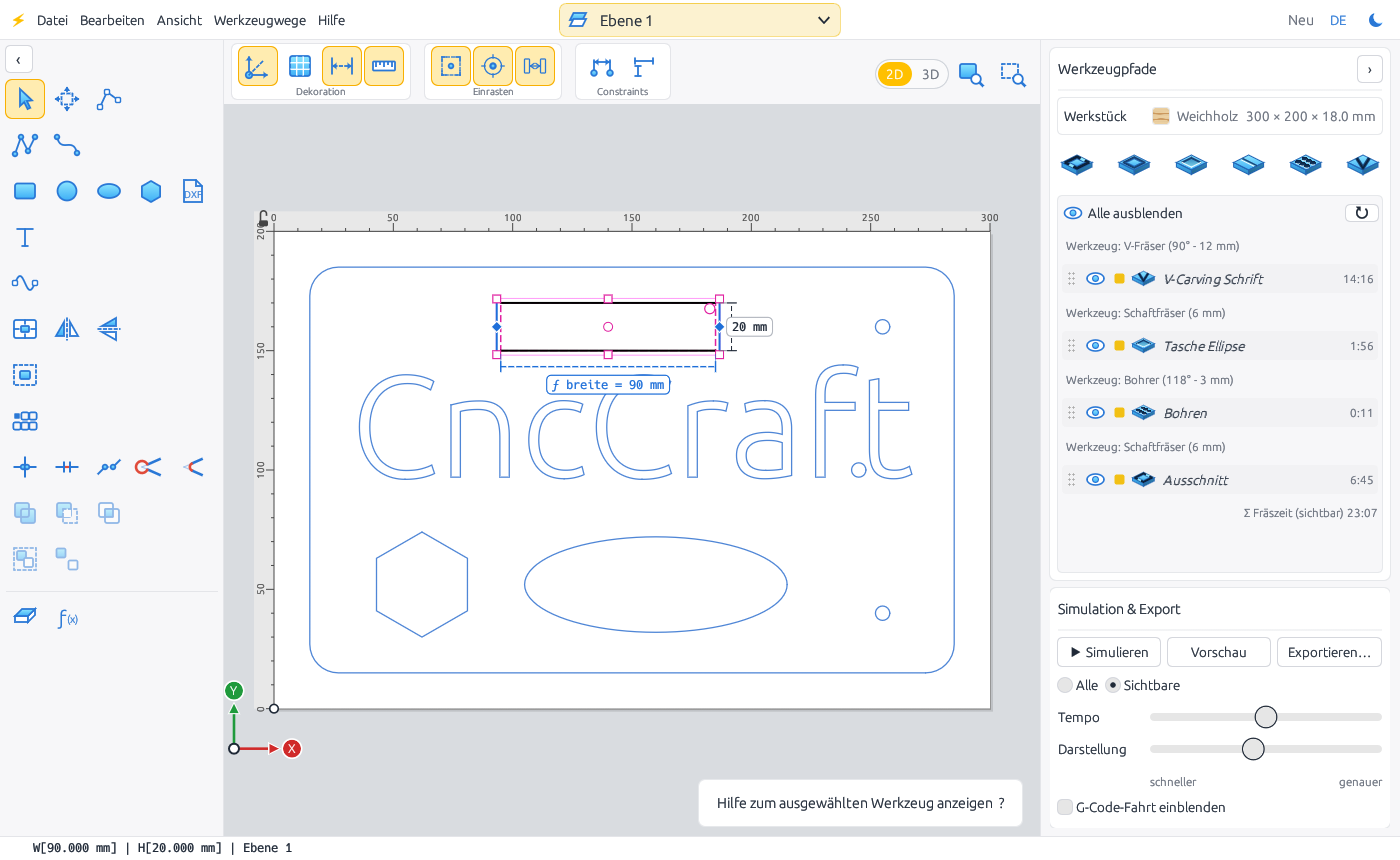 Datei Bearbeiten Ansicht Werkzeugwege Hilfe
Ebene 1
Neu DE
Dekoration
Einrasten
Constraints
2D 3D
DXF
f(x)
0 50 100 150 200 250 300
200
150
100
50
0
20 mm
ƒ breite = 90 mm
CncCraft
Y
X
Hilfe zum ausgewählten Werkzeug anzeigen ?
Werkzeugpfade
Werkstück Weichholz 300 × 200 × 18.0 mm
Alle ausblenden
Werkzeug: V-Fräser (90° - 12 mm)
V-Carving Schrift 14:16
Werkzeug: Schaftfräser (6 mm)
Tasche Ellipse 1:56
Werkzeug: Bohrer (118° - 3 mm)
Bohren 0:11
Werkzeug: Schaftfräser (6 mm)
Ausschnitt 6:45
Σ Fräszeit (sichtbar) 23:07
Simulation & Export
Simulieren Vorschau Exportieren…
Alle Sichtbare
Tempo
Darstellung
schneller genauer
G-Code-Fahrt einblenden
W[90.000 mm] | H[20.000 mm] | Ebene 1